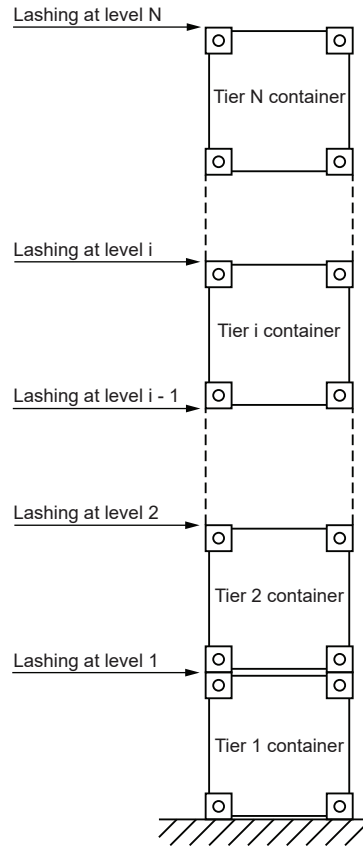 Lashing at level N
Tier N container
Lashing at level i
Tier i container
Lashing at level i - 1
Lashing at level 2
Tier 2 container
Lashing at level 1
Tier 1 container